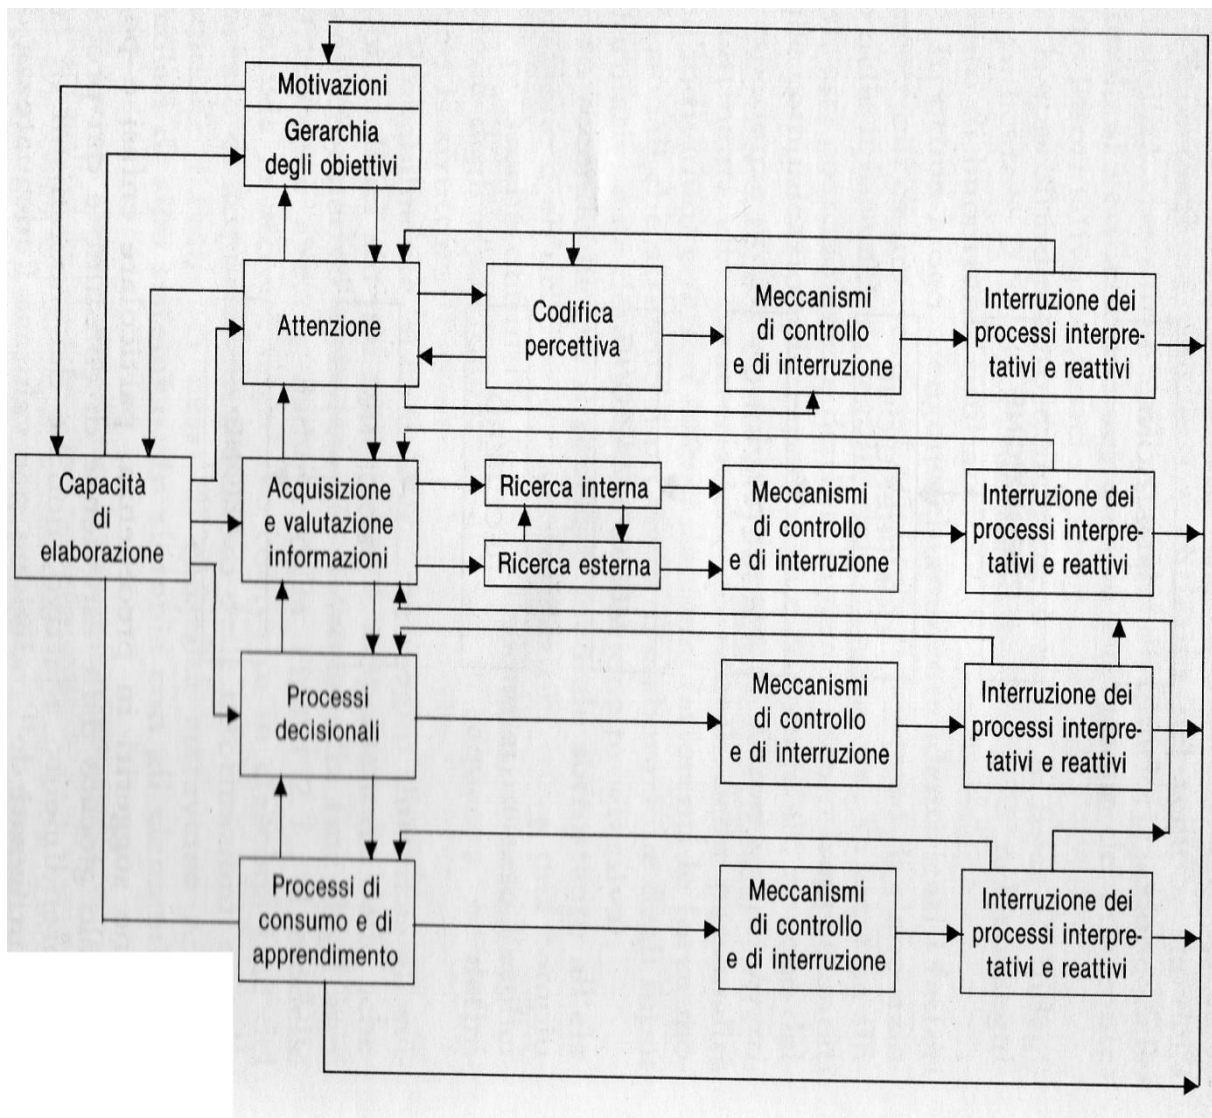 Motivazioni
Gerarchia
degli obiettivi
Attenzione
Codifica
percettiva
Meccanismi
di controllo
e di interruzione
Interruzione dei
processi interpre-
tativi e reattivi
Capacità
di
elaborazione
Acquisizione
e valutazione
informazioni
Ricerca interna
Ricerca esterna
Meccanismi
di controllo
e di interruzione
Interruzione dei
processi interpre-
tativi e reattivi
Processi
decisionali
Meccanismi
di controllo
e di interruzione
Interruzione dei
processi interpre-
tativi e reattivi
Processi di
consumo e di
apprendimento
Meccanismi
di controllo
e di interruzione
Interruzione dei
processi interpre-
tativi e reattivi